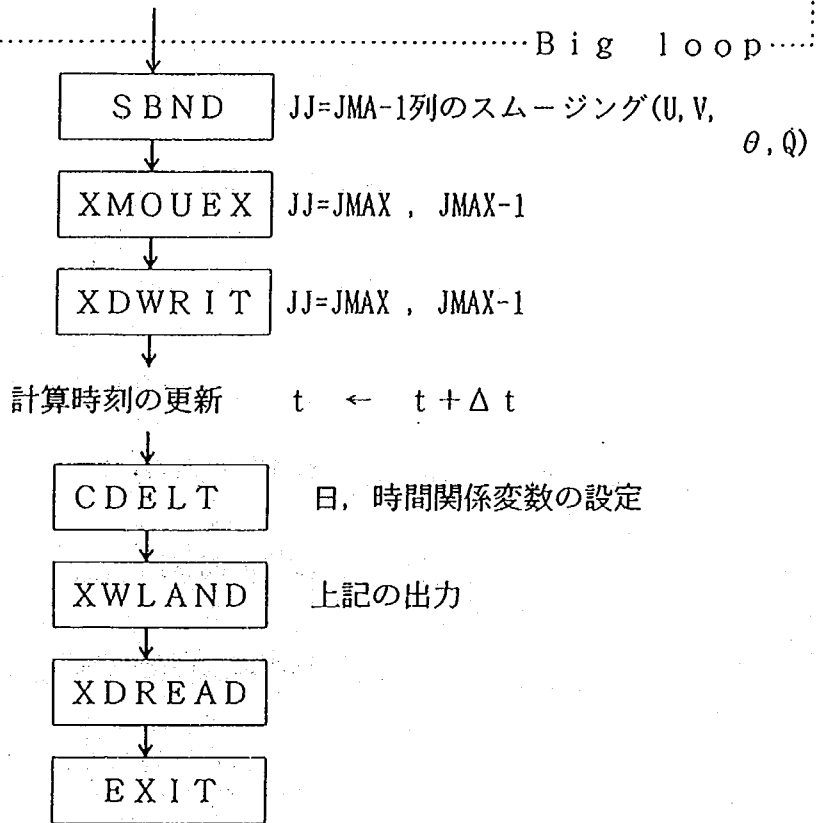 Big loop
SBND JJ=JMA-1列のスムージング(U,V,
θ,Q)
XMOUEX JJ=JMAX , JMAX-1
XDWRIT JJ=JMAX , JMAX-1
計算時刻の更新 t ← t+Δt
CDELT 日, 時間関係変数の設定
XWLAND 上記の出力
XDREAD
EXIT